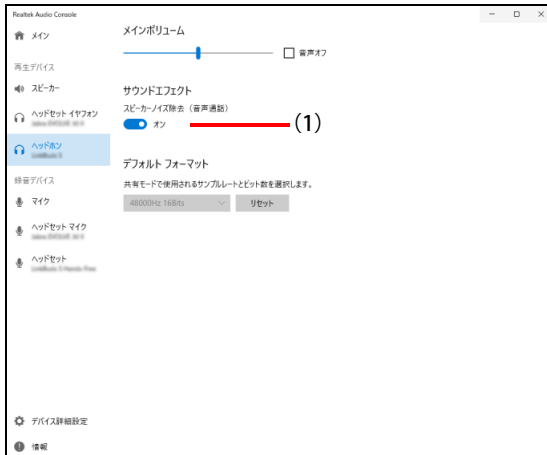 Realtek Audio Console
メイン
再生デバイス
スピーカー
ヘッドセット イヤフォン
ヘッドホン
録音デバイス
マイク
ヘッドセット マイク
ヘッドセット
デバイス詳細設定
情報
メインボリューム
音声オフ
サウンドエフェクト
スピーカーノイズ除去（音声通話）
オン
(1)
デフォルト フォーマット
共有モードで使用されるサンプルレートとビット数を選択します。
48000Hz 16Bits
リセット